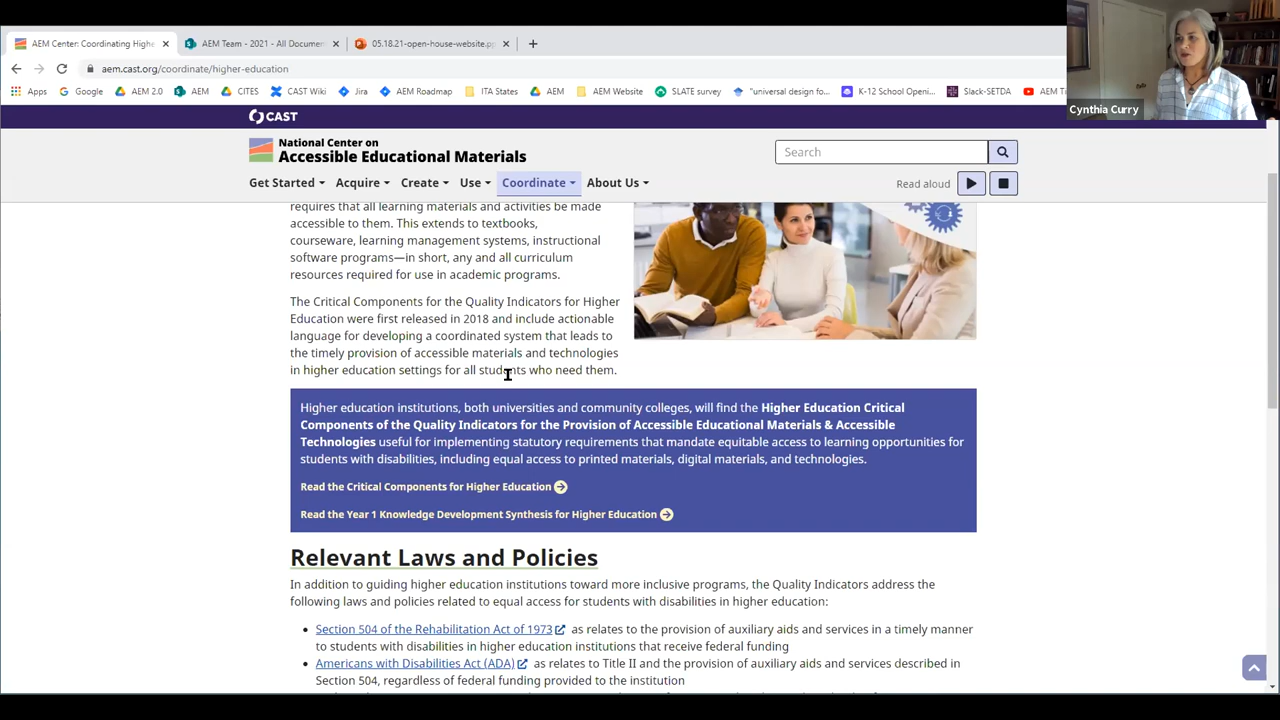 AEM Center: Coordinating Highe
AEM Team - 2021 - All Document
05.18.21-open-house-website.pp
aem.cast.org/coordinate/higher-education
Apps
Google
AEM 2.0
AEM
CITES
CAST Wiki
Jira
AEM Roadmap
ITA States
AEM
AEM Website
SLATE survey
"universal design fo...
K-12 School Openi...
Slack-SETDA
AEM Ti
Cynthia Curry
CAST
National Center on
Accessible Educational Materials
Search
Get Started
Acquire
Create
Use
Coordinate
About Us
Read aloud
requires that all learning materials and activities be made
accessible to them. This extends to textbooks,
courseware, learning management systems, instructional
software programs—in short, any and all curriculum
resources required for use in academic programs.
The Critical Components for the Quality Indicators for Higher
Education were first released in 2018 and include actionable
language for developing a coordinated system that leads to
the timely provision of accessible materials and technologies
in higher education settings for all students who need them.
Higher education institutions, both universities and community colleges, will find the Higher Education Critical
Components of the Quality Indicators for the Provision of Accessible Educational Materials & Accessible
Technologies useful for implementing statutory requirements that mandate equitable access to learning opportunities for
students with disabilities, including equal access to printed materials, digital materials, and technologies.
Read the Critical Components for Higher Education
Read the Year 1 Knowledge Development Synthesis for Higher Education
Relevant Laws and Policies
In addition to guiding higher education institutions toward more inclusive programs, the Quality Indicators address the
following laws and policies related to equal access for students with disabilities in higher education:
Section 504 of the Rehabilitation Act of 1973 as relates to the provision of auxiliary aids and services in a timely manner
to students with disabilities in higher education institutions that receive federal funding
Americans with Disabilities Act (ADA) as relates to Title II and the provision of auxiliary aids and services described in
Section 504, regardless of federal funding provided to the institution